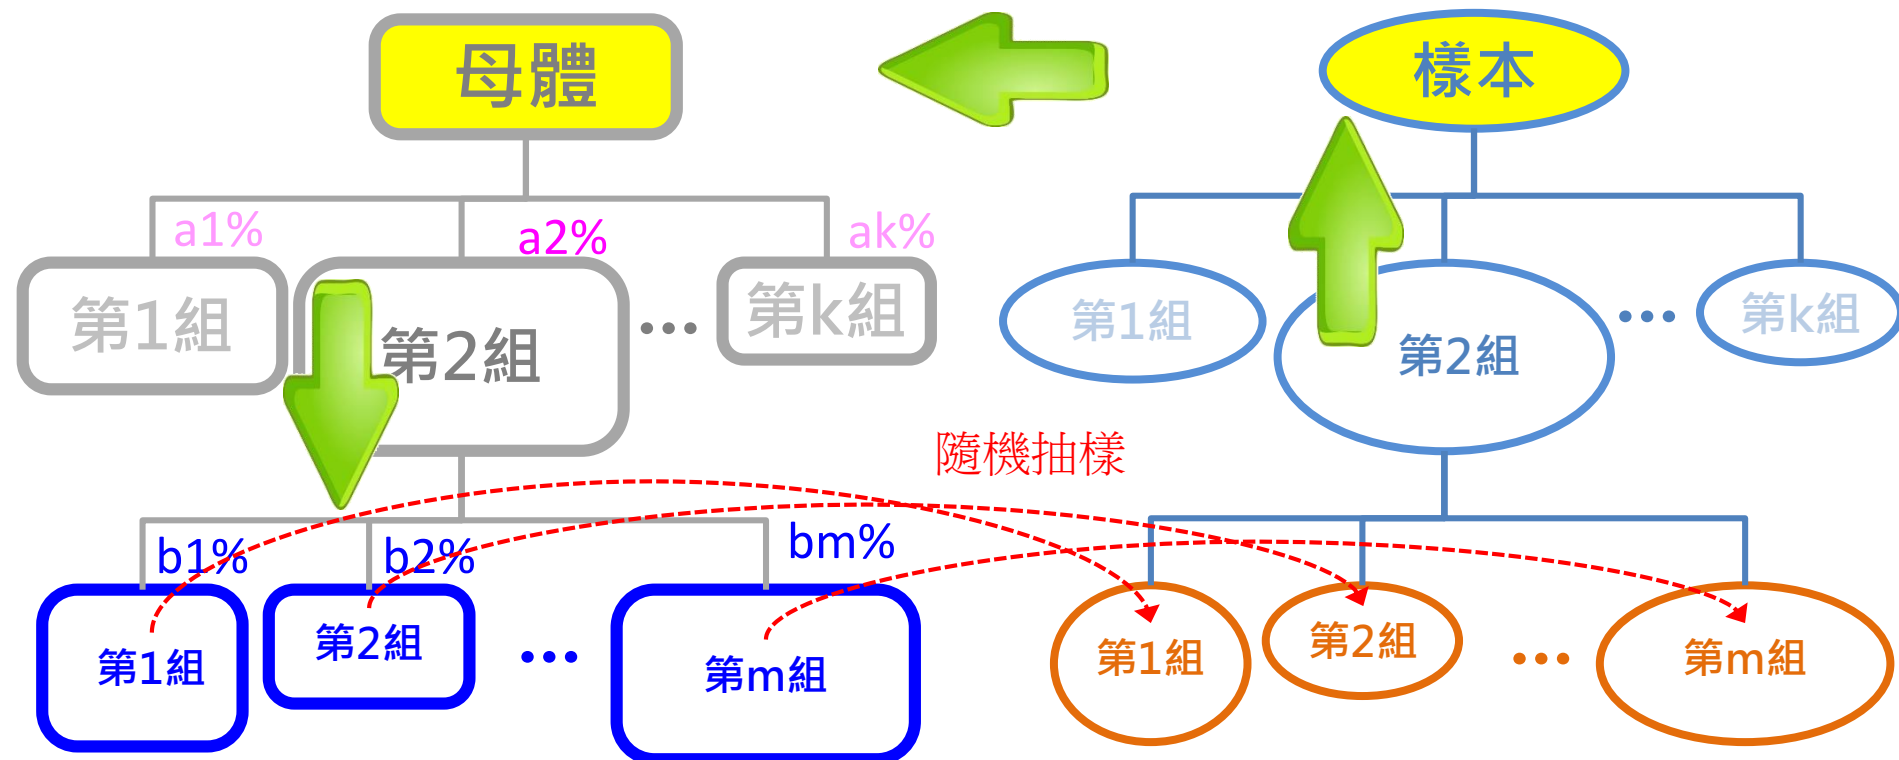 母體
樣本
a1%
a2%
ak%
第1組
第2組
...
第k組
第1組
第2組
...
第k組
隨機抽樣
b1%
b2%
bm%
第1組
第2組
...
第m組
第1組
第2組
...
第m組